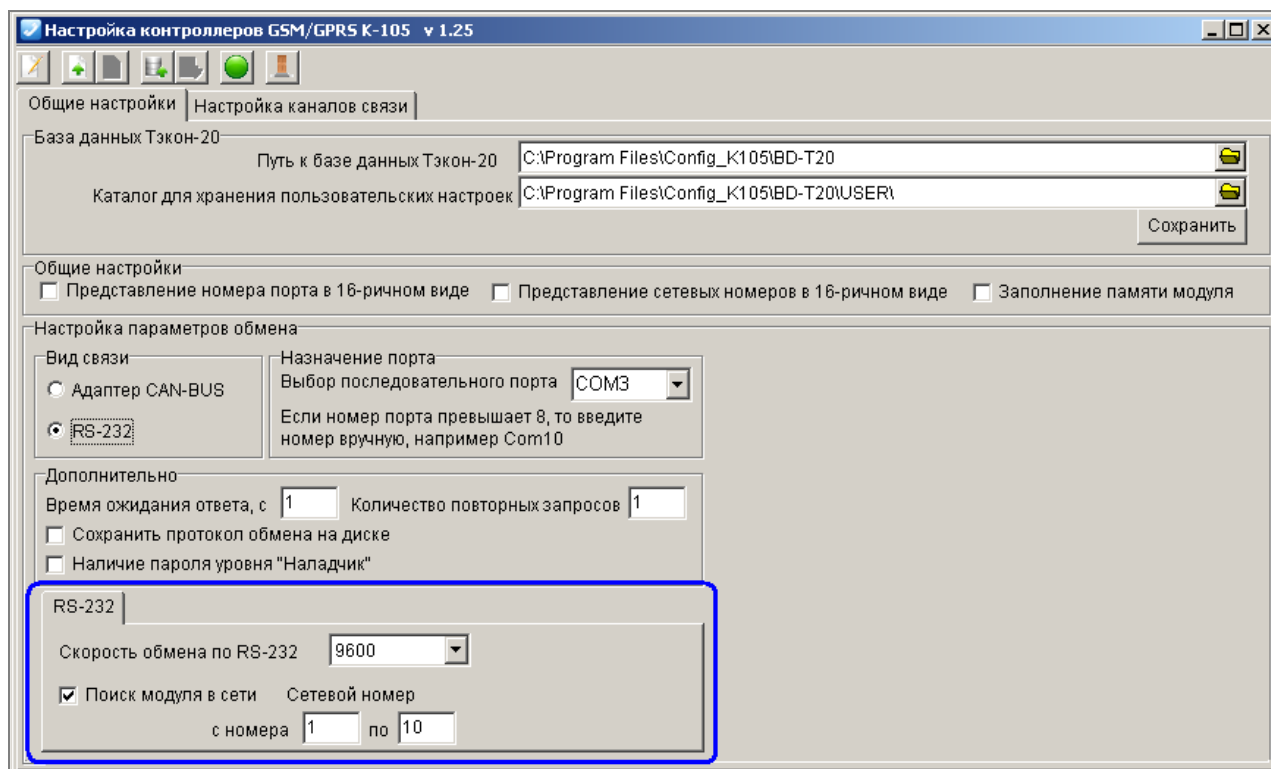 Настройка контроллеров GSM/GPRS K-105 v 1.25
Общие настройки Настройка каналов связи
База данных Тэкон-20
Путь к базе данных Тэкон-20 C:\Program Files\Config_K105\BD-T20
Каталог для хранения пользовательских настроек C:\Program Files\Config_K105\BD-T20\USER\
Сохранить
Общие настройки
Представление номера порта в 16-ричном виде Представление сетевых номеров в 16-ричном виде Заполнение памяти модуля
Настройка параметров обмена
Вид связи
Адаптер CAN-BUS
RS-232
Назначение порта
Выбор последовательного порта COM3
Если номер порта превышает 8, то введите
номер вручную, например Com10
Дополнительно
Время ожидания ответа, с 1 Количество повторных запросов 1
Сохранить протокол обмена на диске
Наличие пароля уровня "Наладчик"
RS-232
Скорость обмена по RS-232 9600
Поиск модуля в сети Сетевой номер
с номера 1 по 10